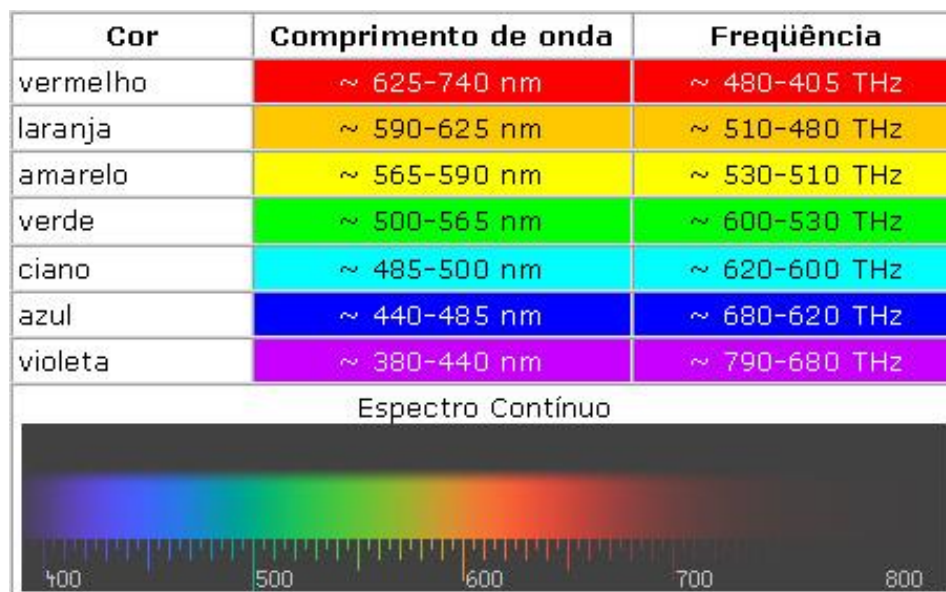 Cor Comprimento de onda Freqüência
vermelho ~ 625-740 nm ~ 480-405 THz
laranja ~ 590-625 nm ~ 510-480 THz
amarelo ~ 565-590 nm ~ 530-510 THz
verde ~ 500-565 nm ~ 600-530 THz
ciano ~ 485-500 nm ~ 620-600 THz
azul ~ 440-485 nm ~ 680-620 THz
violeta ~ 380-440 nm ~ 790-680 THz
Espectro Contínuo
400 500 600 700 800